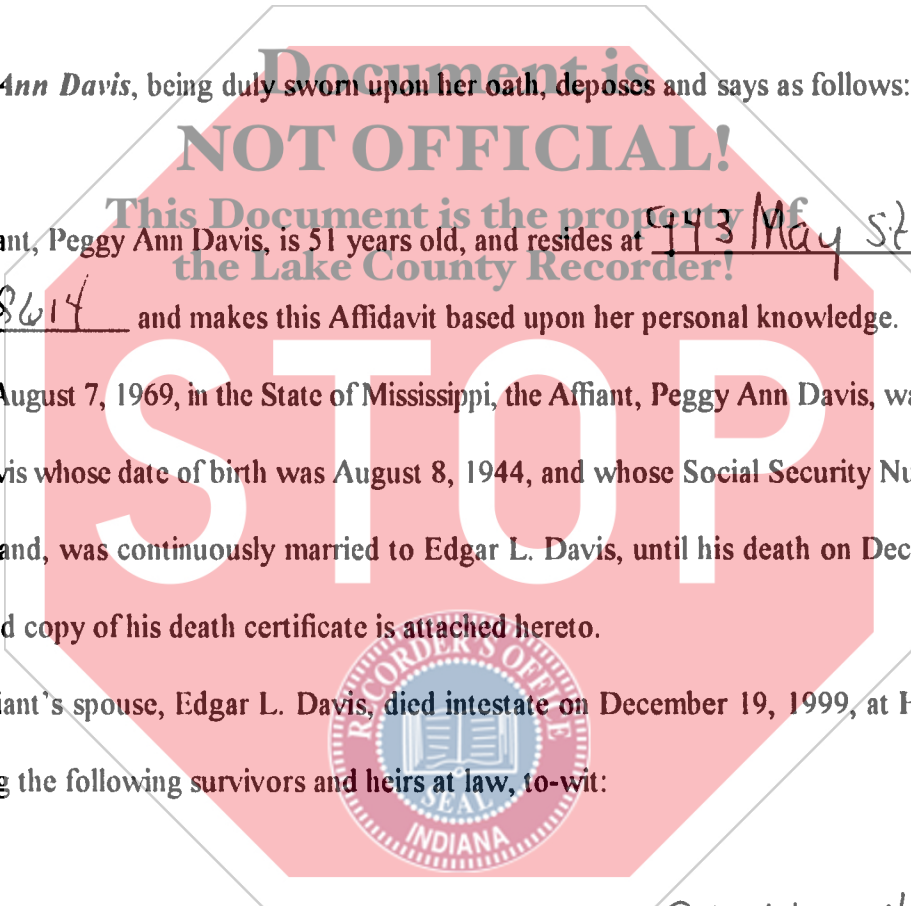 Document is
Ann Davis, being duly sworn upon her oath, deposes and says as follows:
NOT OFFICIAL!
This Document is the property of
ant, Peggy Ann Davis, is 51 years old, and resides at 943 May St
the Lake County Recorder!
and makes this Affidavit based upon her personal knowledge.
August 7, 1969, in the State of Mississippi, the Affiant, Peggy Ann Davis, wa
STOP
vis whose date of birth was August 8, 1944, and whose Social Security Nu
and, was continuously married to Edgar L. Davis, until his death on Dec
d copy of his death certificate is attached hereto.
iant's spouse, Edgar L. Davis, died intestate on December 19, 1999, at H
g the following survivors and heirs at law, to-wit:
RECORDER'S OFFICE
SEAL
INDIANA